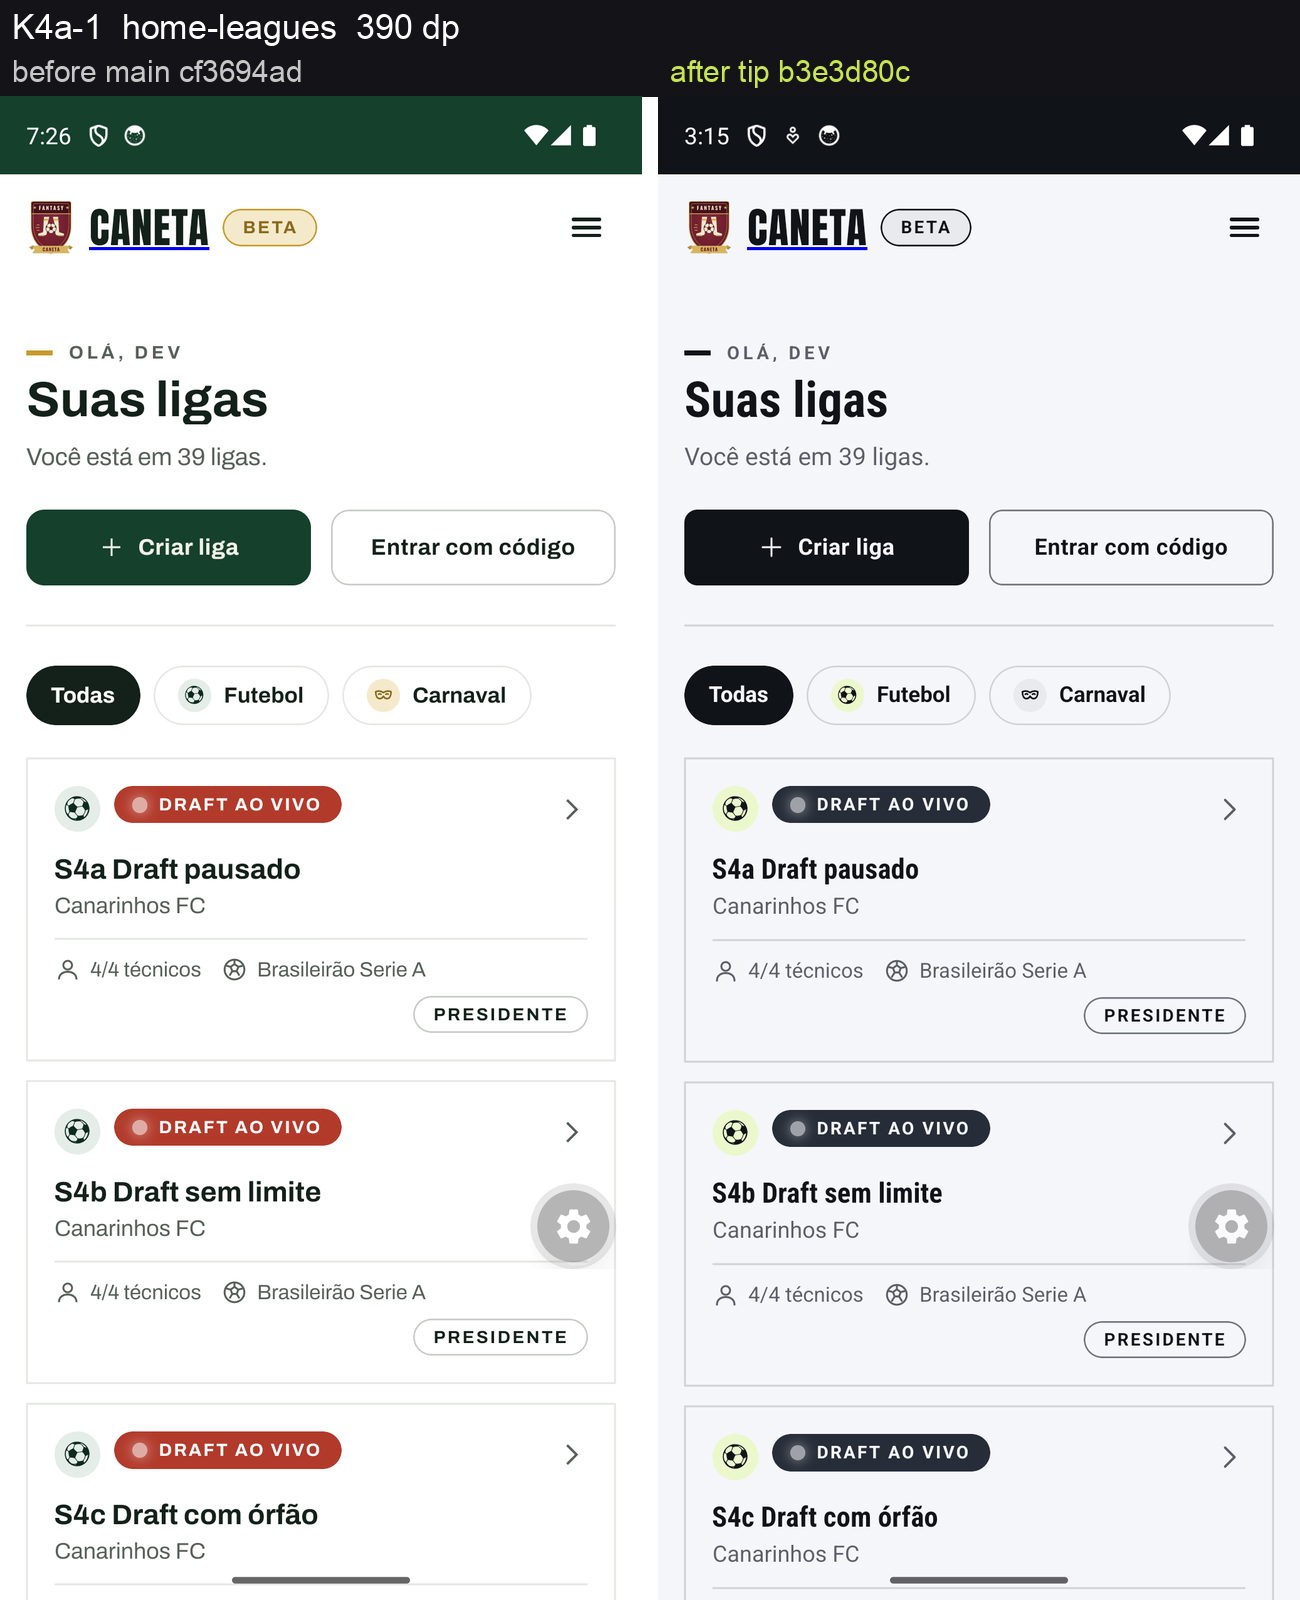 K4a-1 home-leagues 390 dp
before main cf3694ad
after tip b3e3d80c
7:26
FANTASY
CANETA
CANETA
BETA
OLÁ, DEV
Suas ligas
Você está em 39 ligas.
+ Criar liga
Entrar com código
Todas
Futebol
Carnaval
DRAFT AO VIVO
S4a Draft pausado
Canarinhos FC
4/4 técnicos
Brasileirão Serie A
PRESIDENTE
DRAFT AO VIVO
S4b Draft sem limite
Canarinhos FC
4/4 técnicos
Brasileirão Serie A
PRESIDENTE
DRAFT AO VIVO
S4c Draft com órfão
Canarinhos FC
3:15
FANTASY
CANETA
CANETA
BETA
OLÁ, DEV
Suas ligas
Você está em 39 ligas.
+ Criar liga
Entrar com código
Todas
Futebol
Carnaval
DRAFT AO VIVO
S4a Draft pausado
Canarinhos FC
4/4 técnicos
Brasileirão Serie A
PRESIDENTE
DRAFT AO VIVO
S4b Draft sem limite
Canarinhos FC
4/4 técnicos
Brasileirão Serie A
PRESIDENTE
DRAFT AO VIVO
S4c Draft com órfão
Canarinhos FC